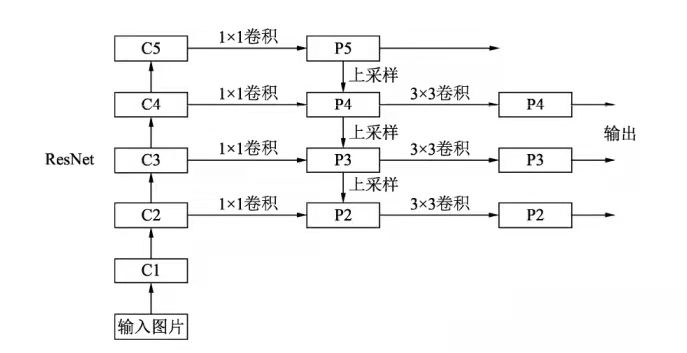 C5 1×1卷积 P5
上采样
C4 1×1卷积 P4 3×3卷积 P4
上采样 输出
ResNet C3 1×1卷积 P3 3×3卷积 P3
上采样
C2 1×1卷积 P2 3×3卷积 P2
C1
输入图片